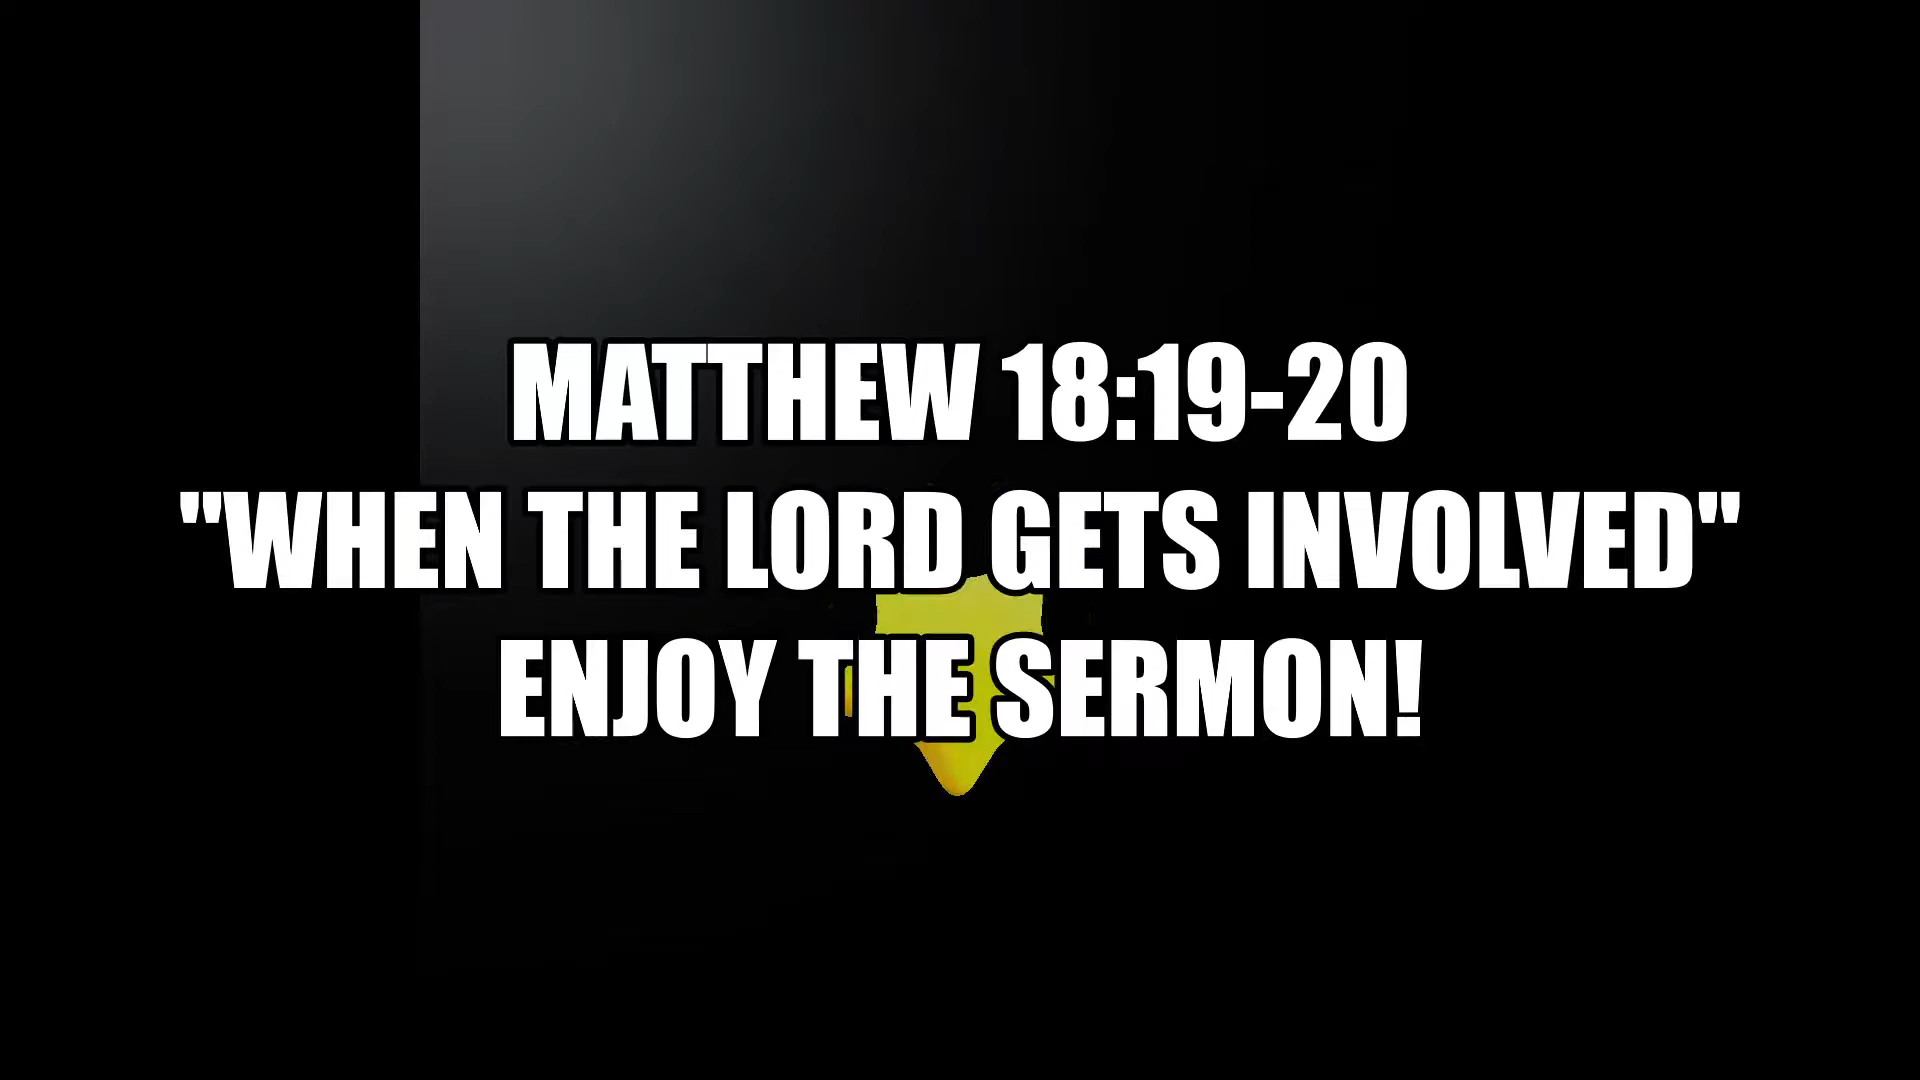 MATTHEW 18:19-20
"WHEN THE LORD GETS INVOLVED"
ENJOY THE SERMON!